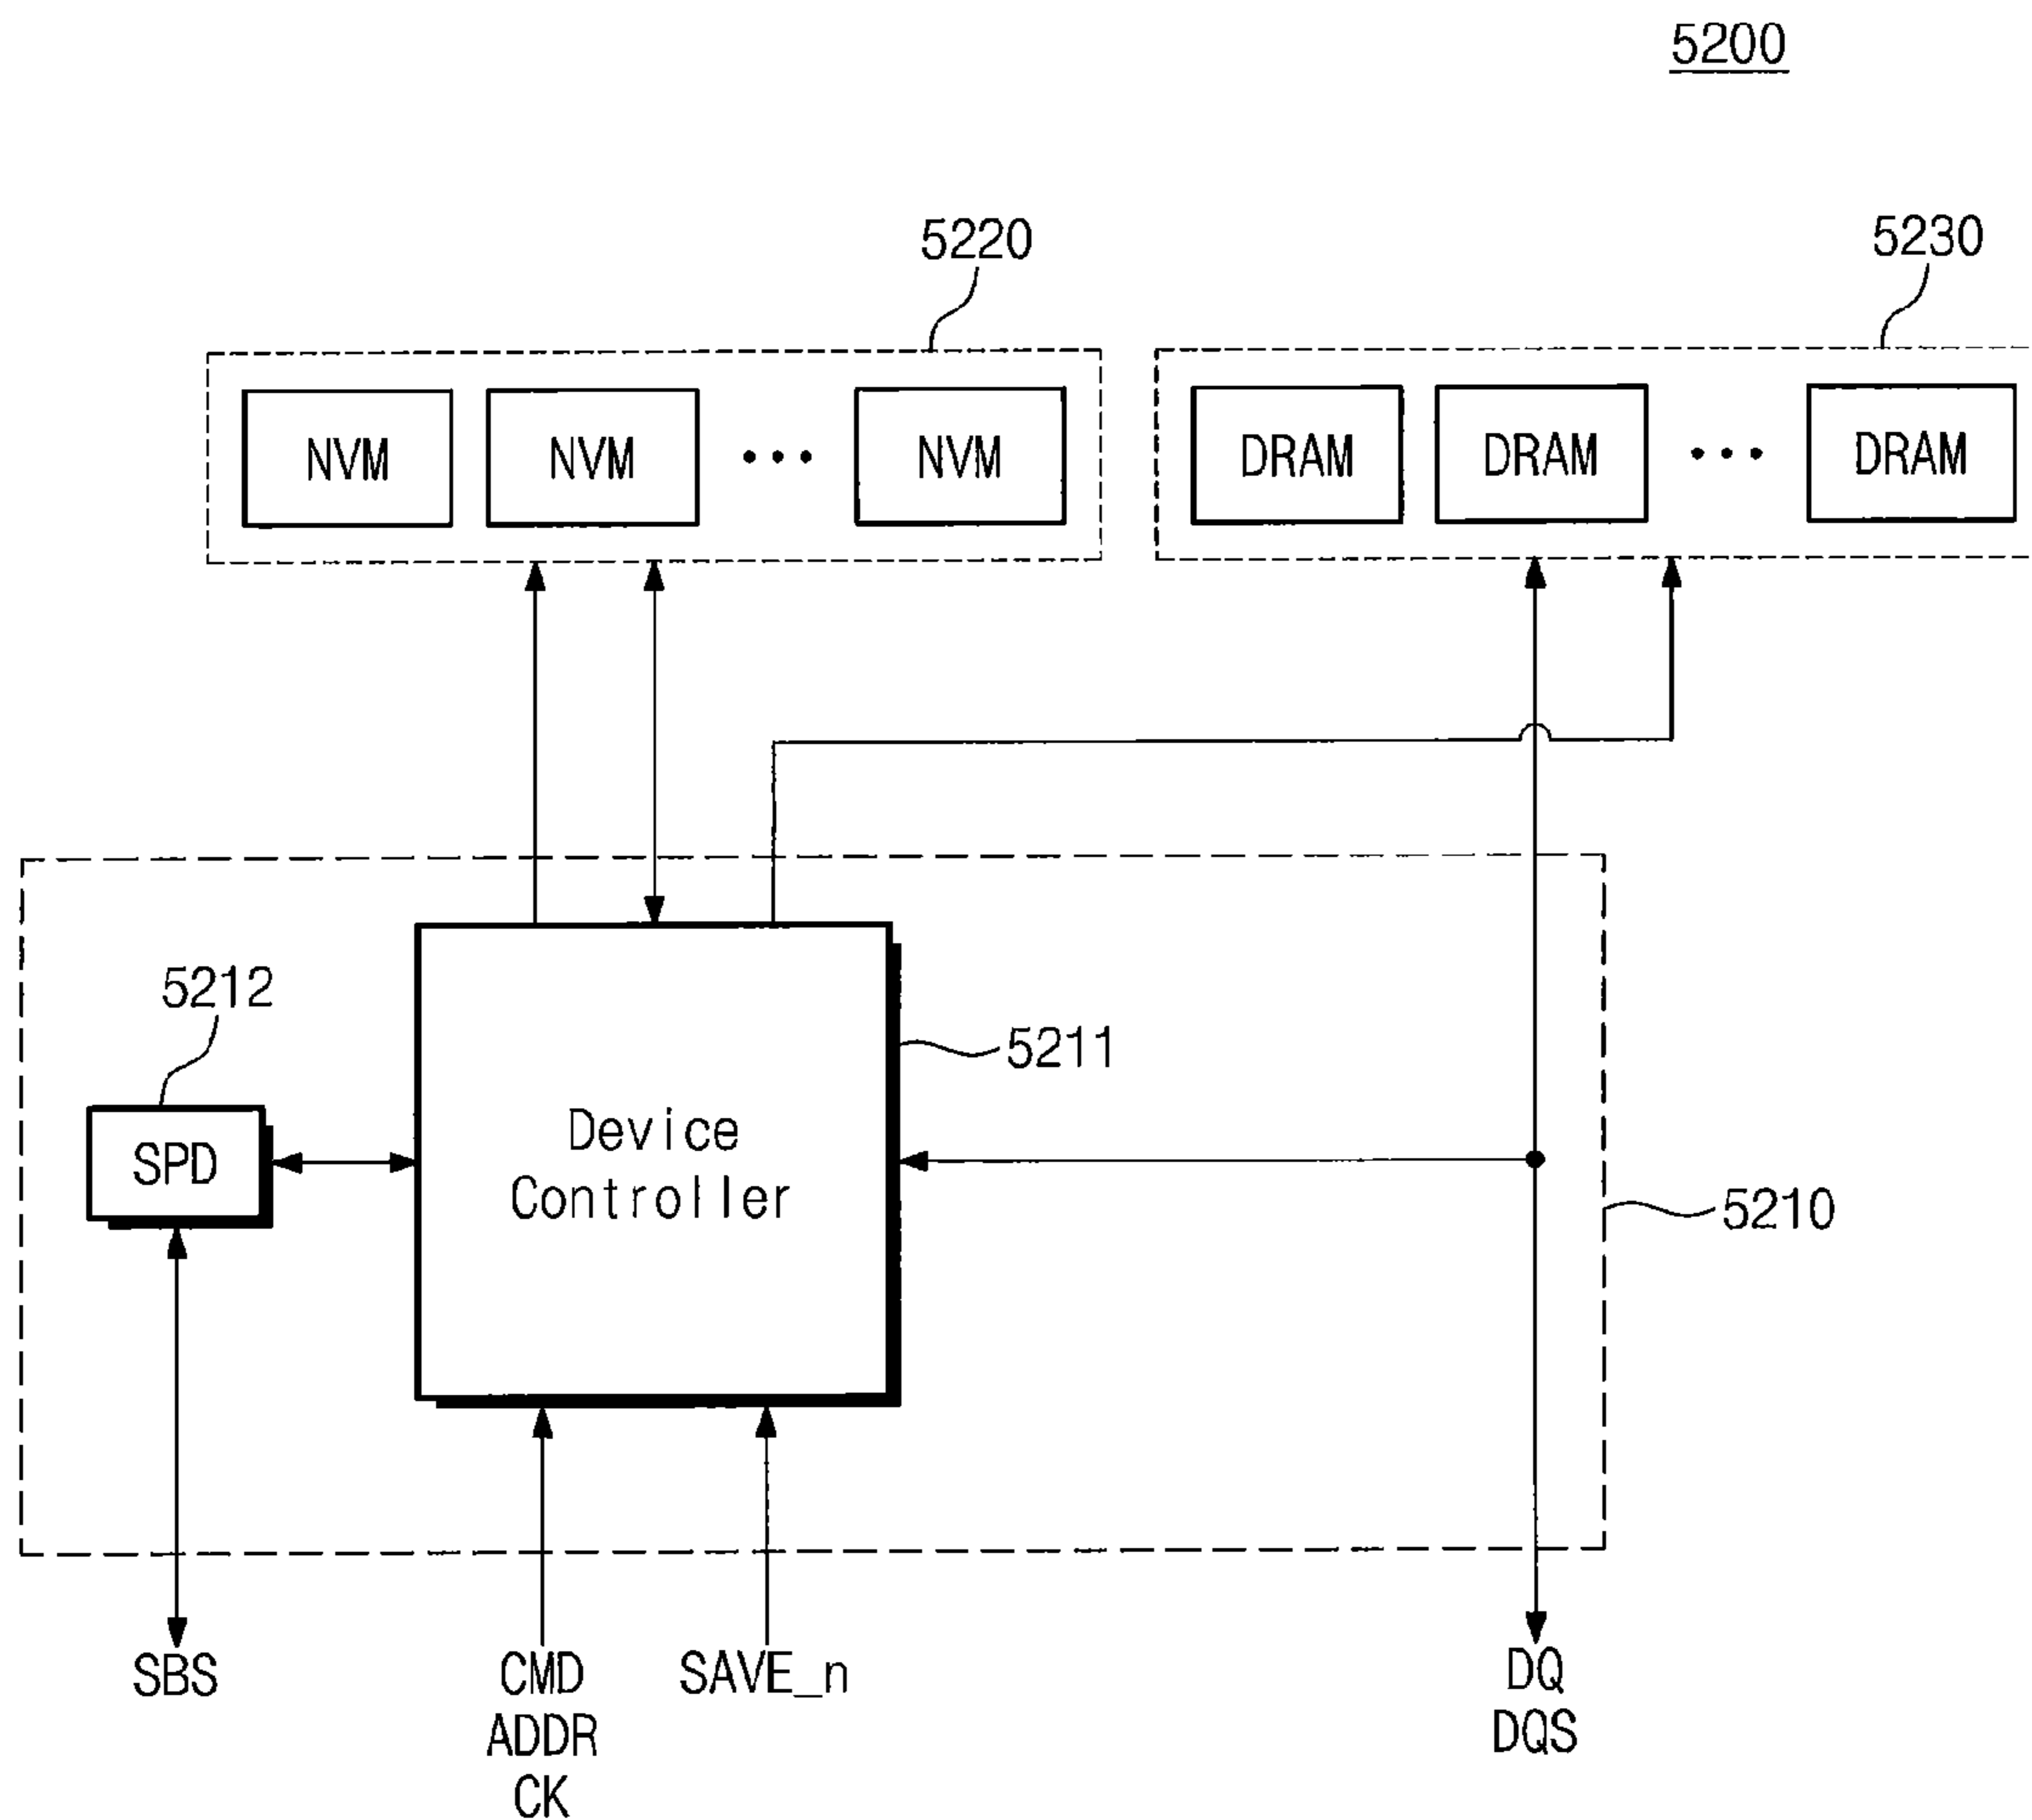 5200
5220
5230
NVM
NVM
NVM
DRAM
DRAM
DRAM
5212
5211
Device
Controller
SPD
5210
SBS
CMD
ADDR
CK
SAVE_n
DQ
DQS